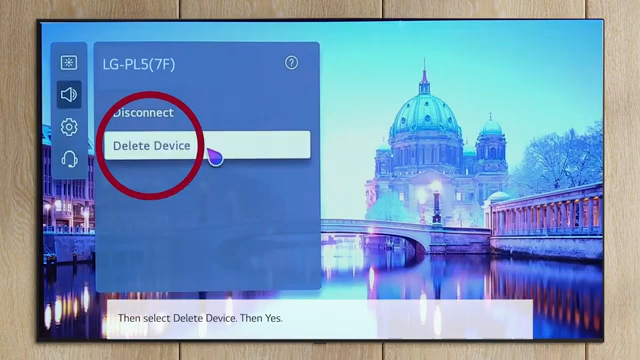 LG-PL5(7F)
Disconnect
Delete Device
Then select Delete Device. Then Yes.